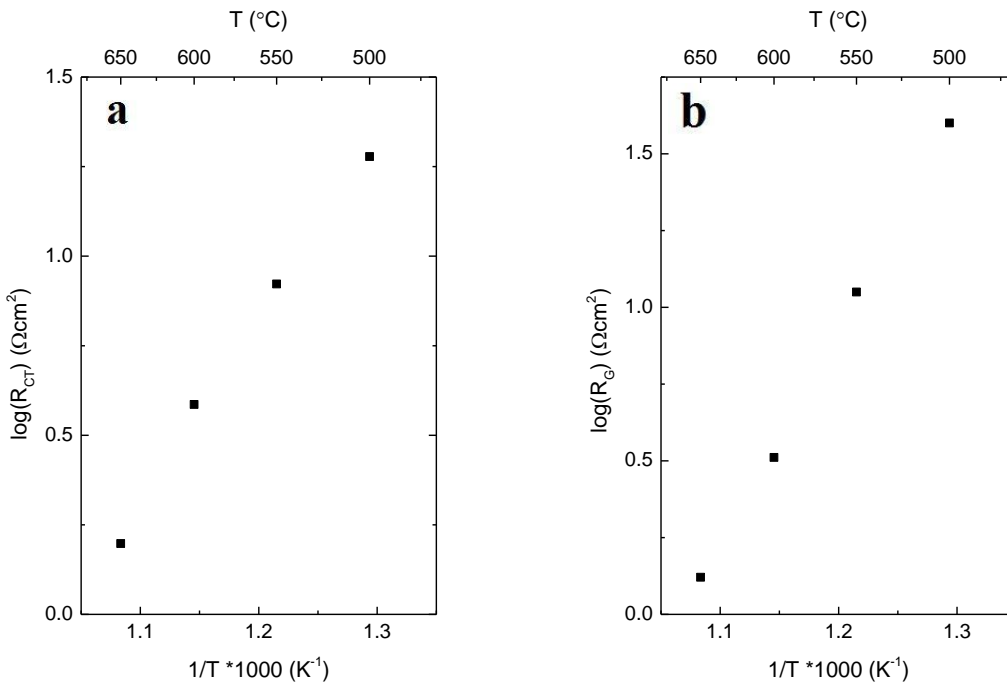 T (°C)
650 600 550 500
1.5
1.0
0.5
0.0
log(R_CT) (Ωcm²)
a
1.1 1.2 1.3
1/T *1000 (K⁻¹)
T (°C)
650 600 550 500
1.5
1.0
0.5
0.0
log(R_G) (Ωcm²)
b
1.1 1.2 1.3
1/T *1000 (K⁻¹)